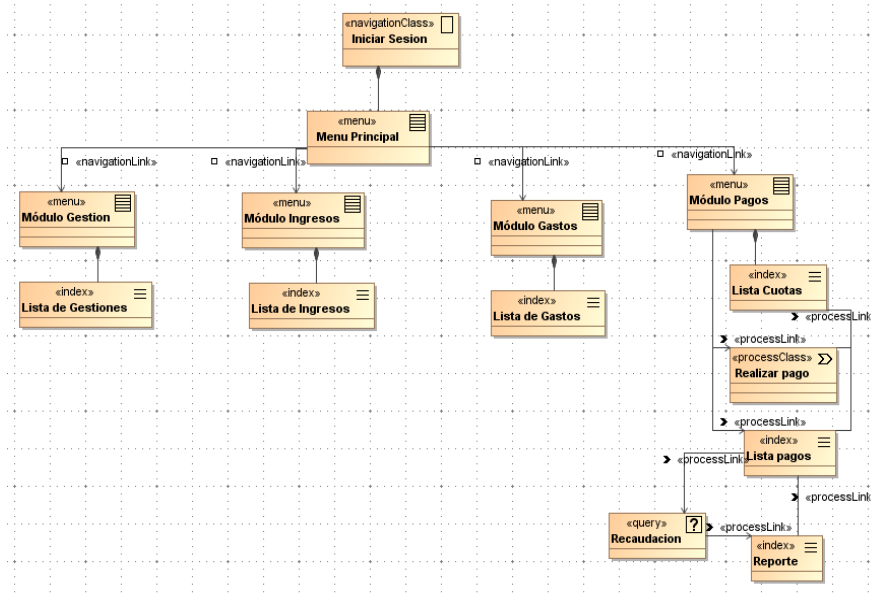 «navigationClass»
Iniciar Sesion
«menu»
Menu Principal
«navigationLink»
«navigationLink»
«navigationLink»
«navigationLink»
«menu»
Módulo Gestion
«menu»
Módulo Ingresos
«menu»
Módulo Gastos
«menu»
Módulo Pagos
«index»
Lista de Gestiones
«index»
Lista de Ingresos
«index»
Lista de Gastos
«index»
Lista Cuotas
«processLink
«processLink»
«processClass»
Realizar pago
«processLink»
«index»
Lista pagos
«processLink»
«processLink
«query»
Recaudacion
?
«processLink»
«index»
Reporte